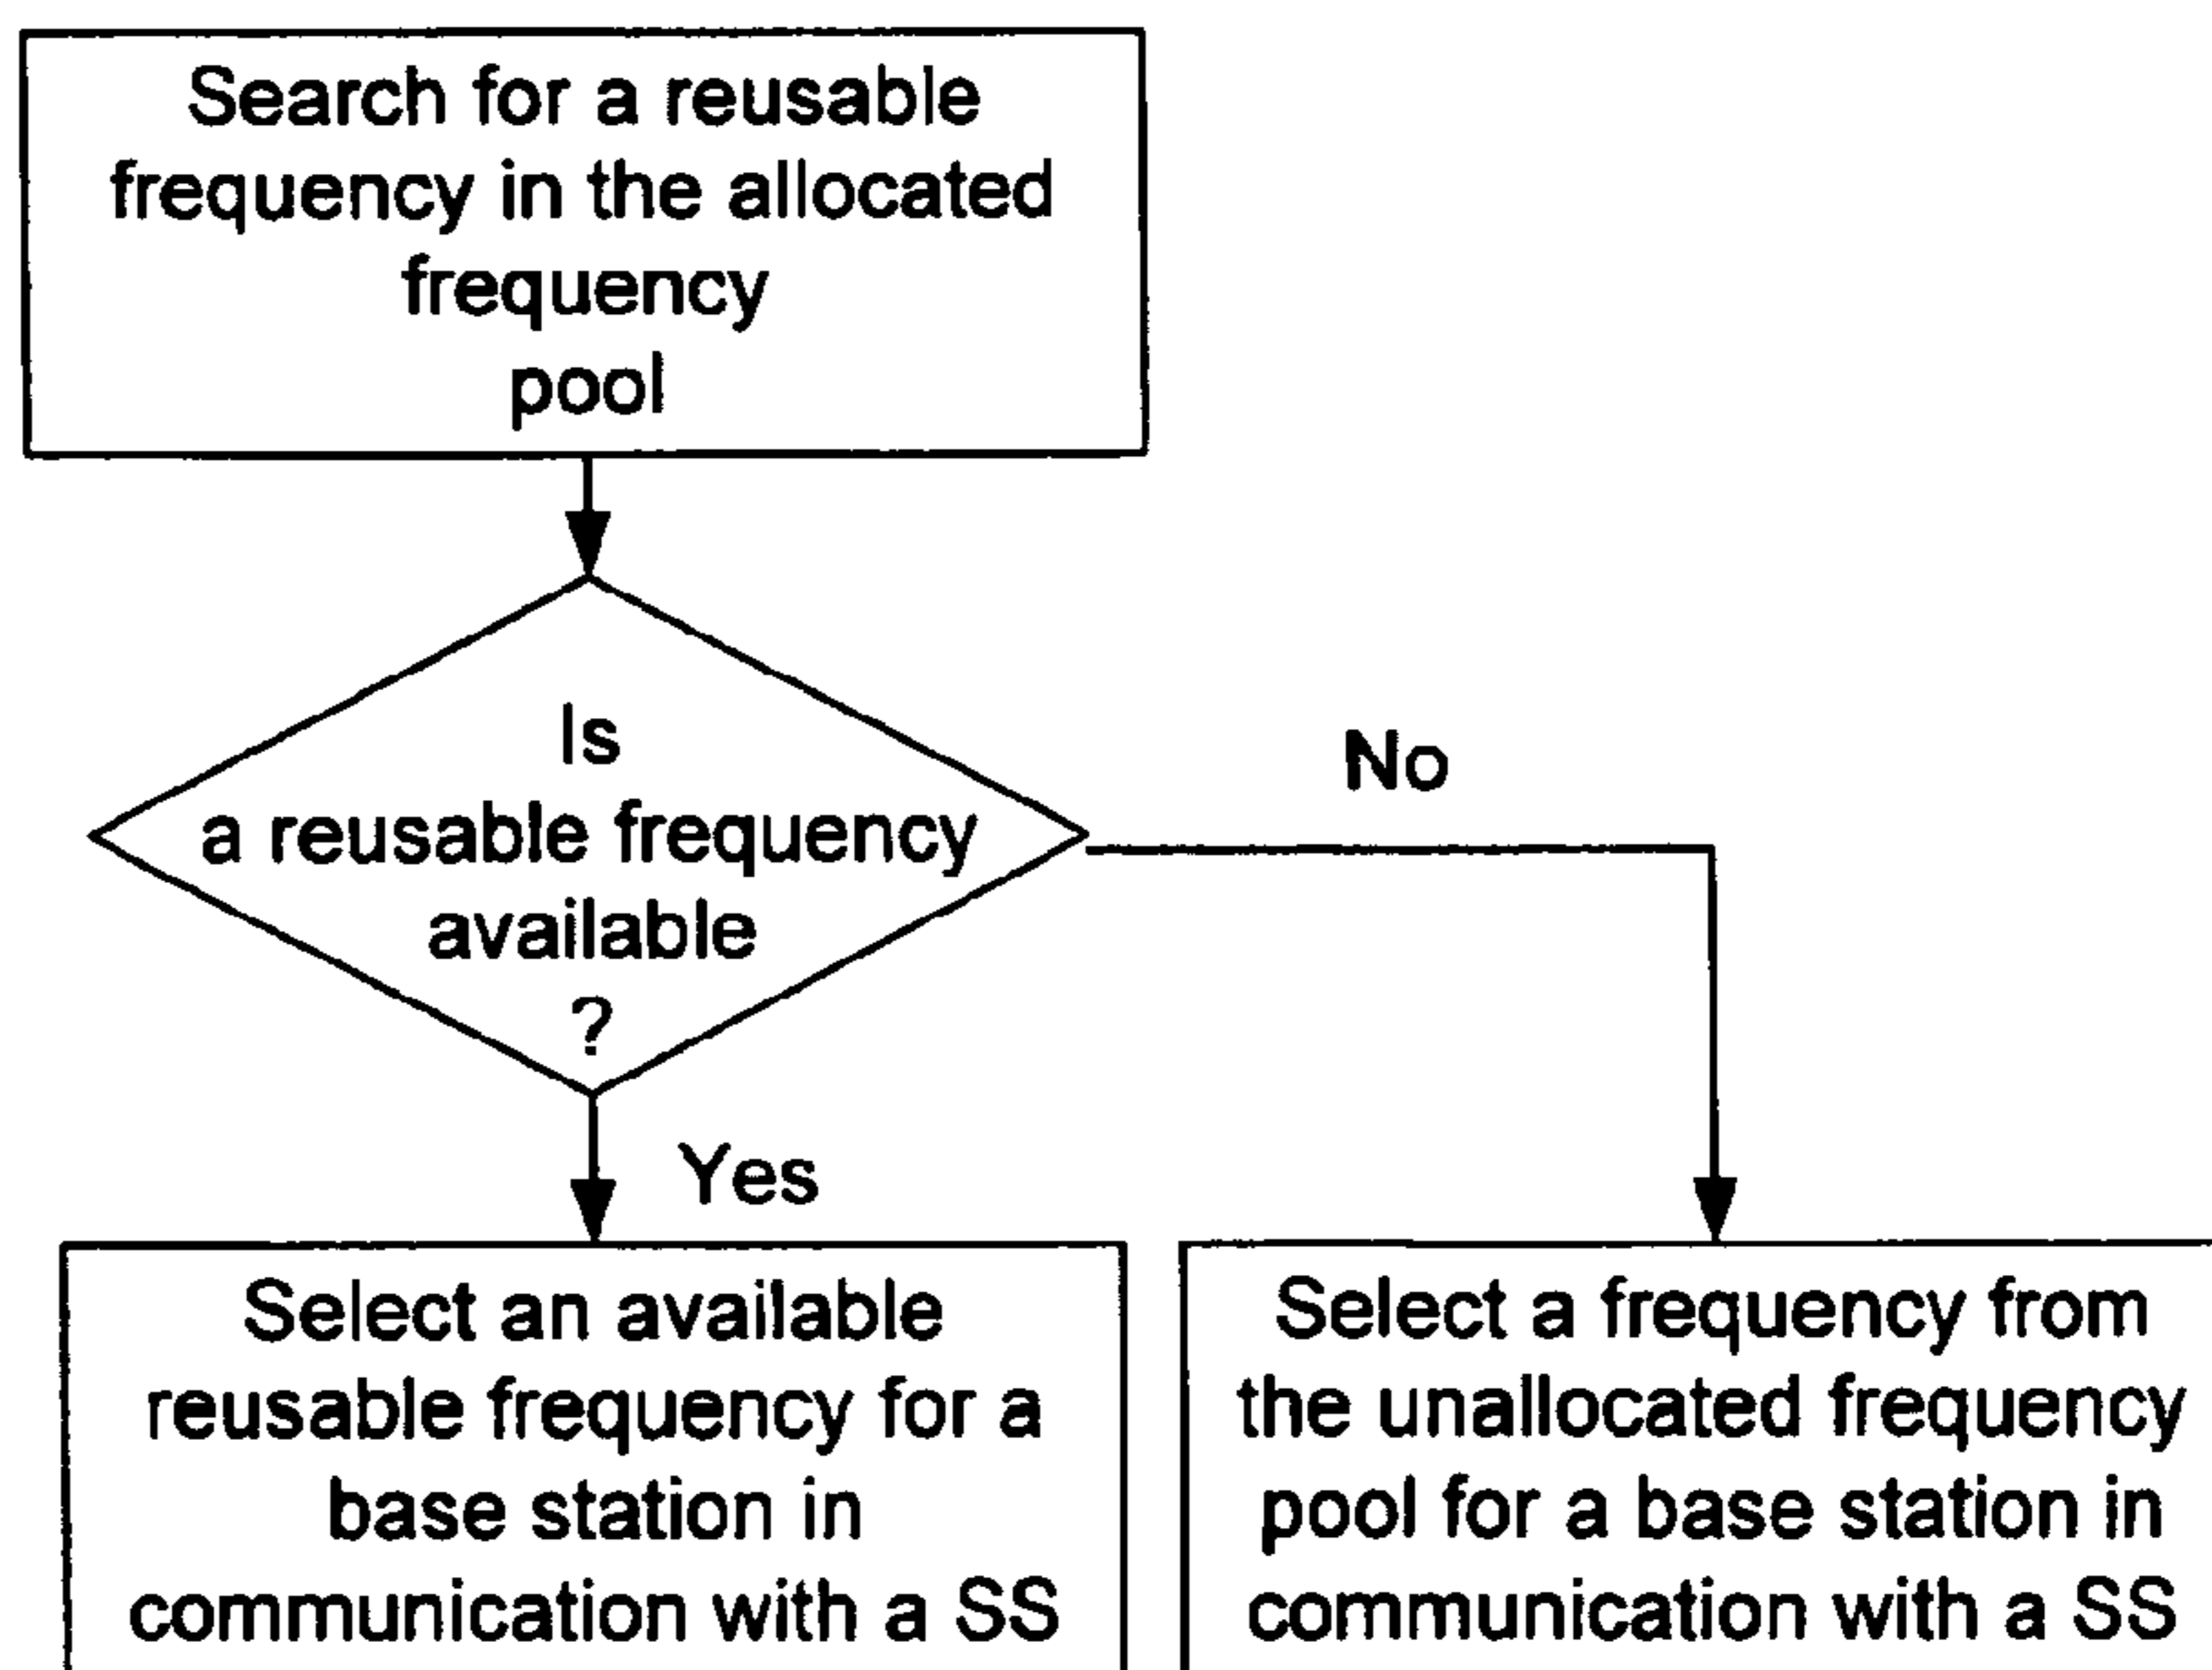 Search for a reusable
frequency in the allocated
frequency
pool
Is
a reusable frequency
available
?
No
Yes
Select an available
reusable frequency for a
base station in
communication with a SS
Select a frequency from
the unallocated frequency
pool for a base station in
communication with a SS